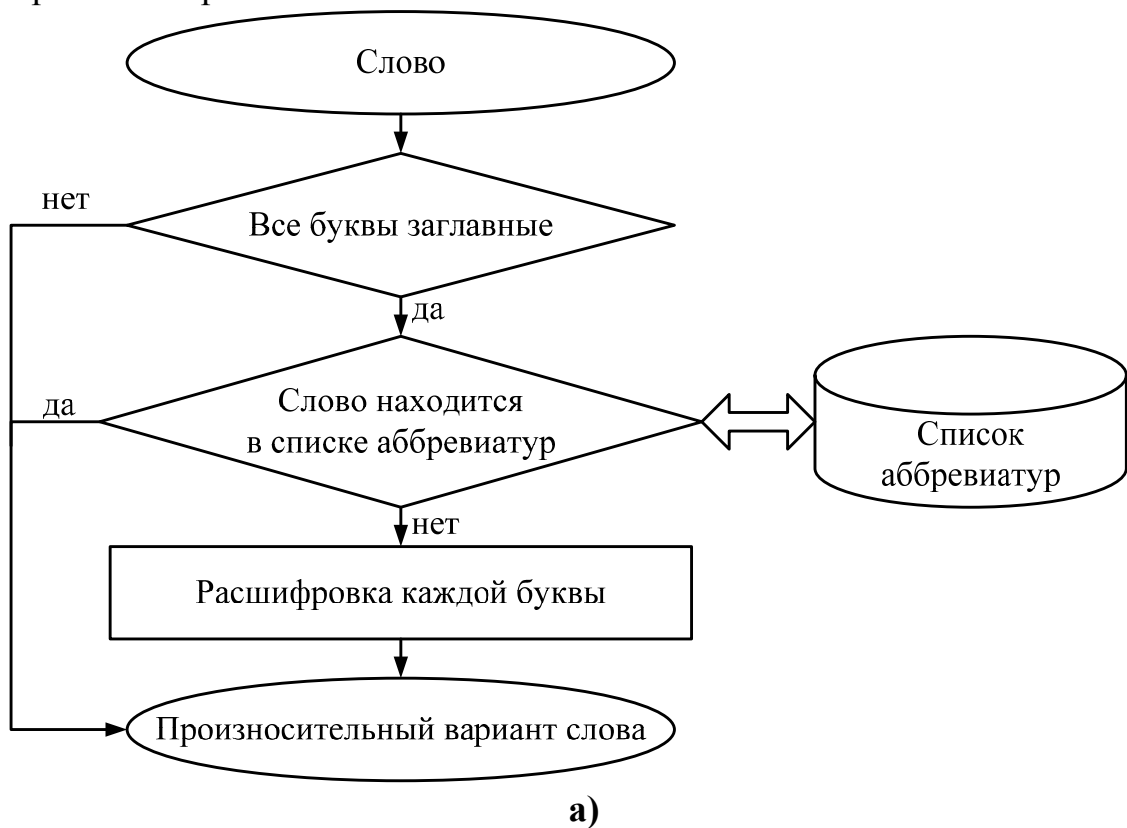 Слово
нет
Все буквы заглавные
да
да
Слово находится
в списке аббревиатур
Список
аббревиатур
нет
Расшифровка каждой буквы
Произносительный вариант слова
а)